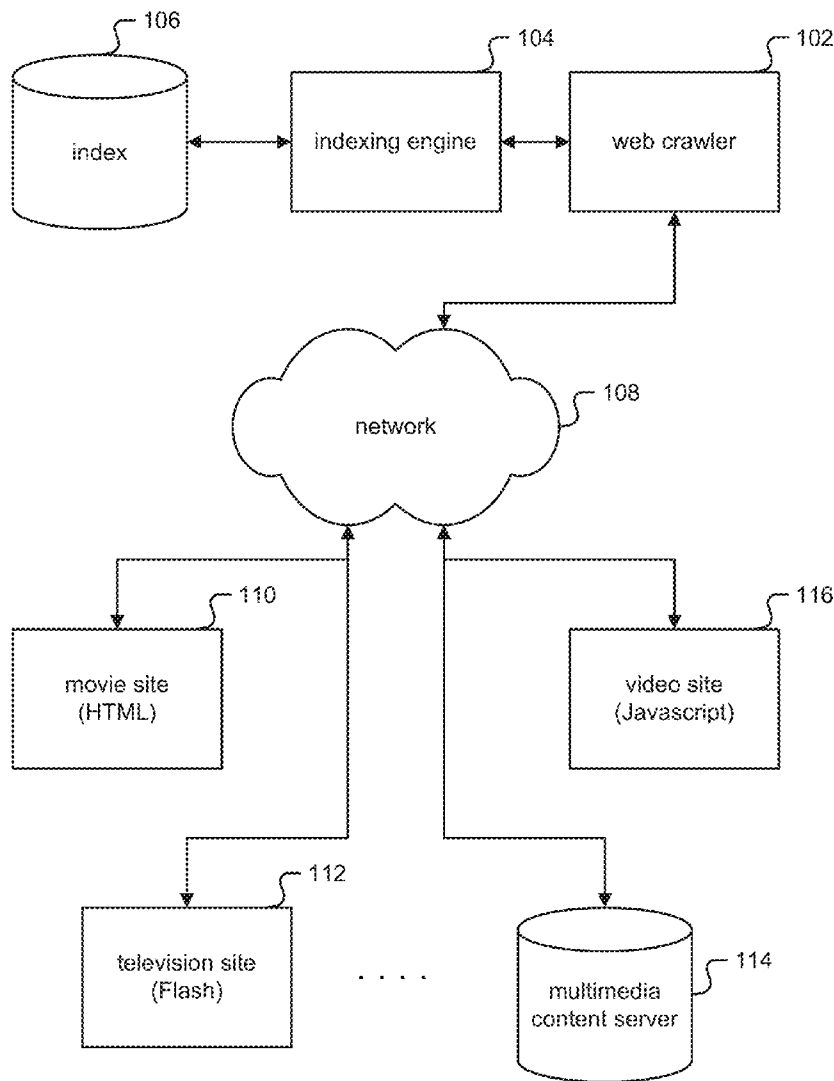 106
104
102
index
indexing engine
web crawler
108
network
110
116
movie site
(HTML)
video site
(Javascript)
112
television site
(Flash)
. . . .
114
multimedia
content server